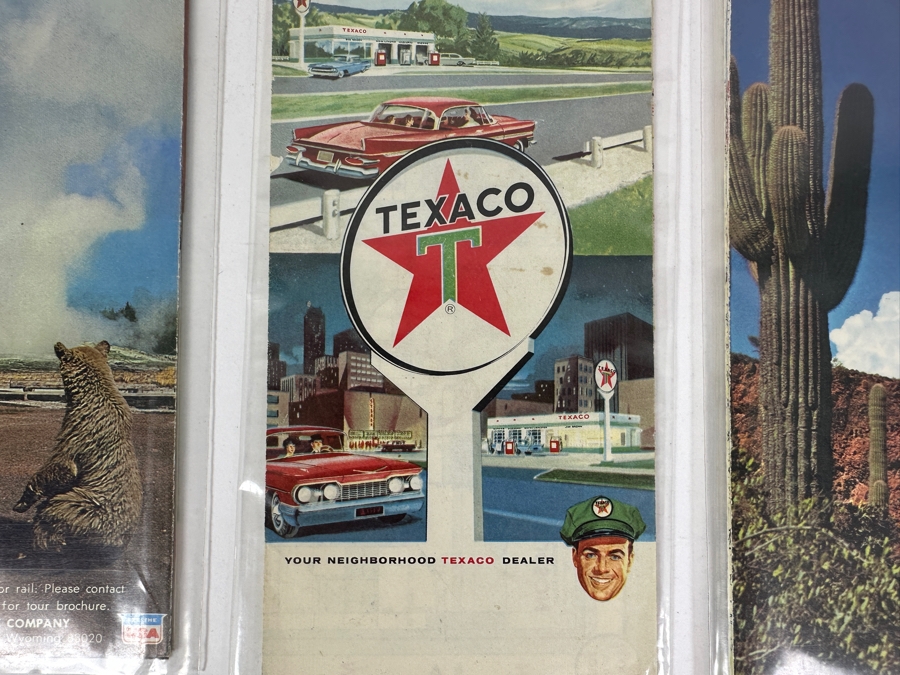 TEXACO
TEXACO
T
®
TEXACO
TEXACO
YOUR NEIGHBORHOOD TEXACO DEALER
or rail. Please contact
for tour brochure.
COMPANY
Wyoming